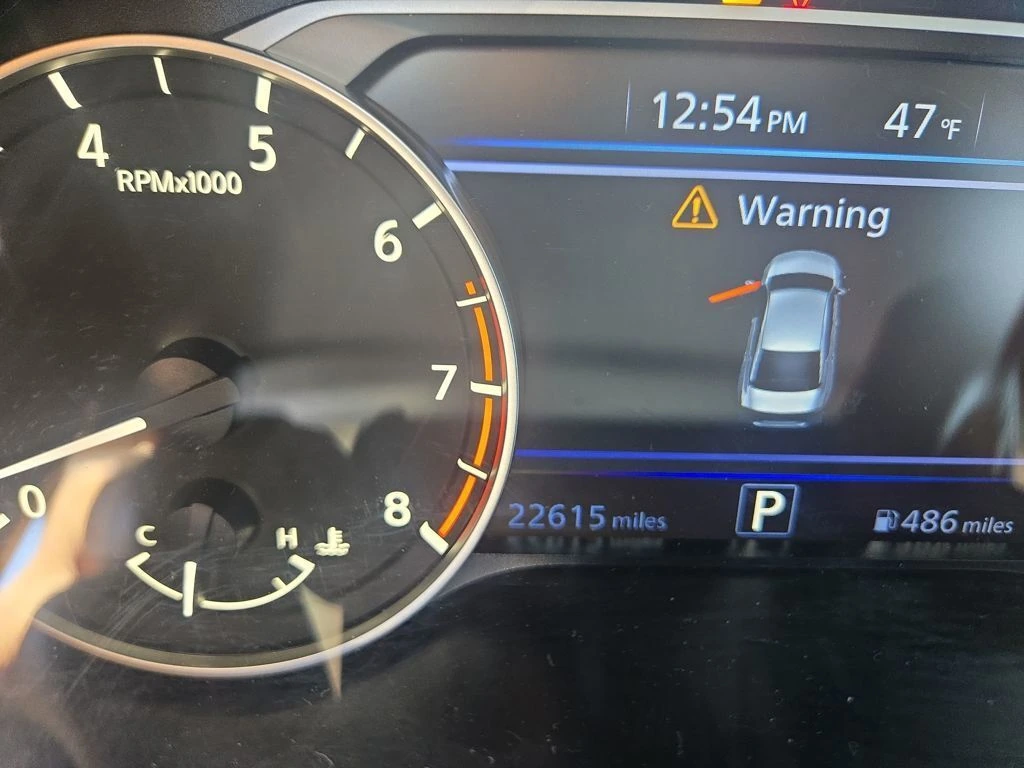 12:54 PM 47 °F
4 5
RPMx1000
Warning
6
7
8
0
C H
22615 miles P 486 miles